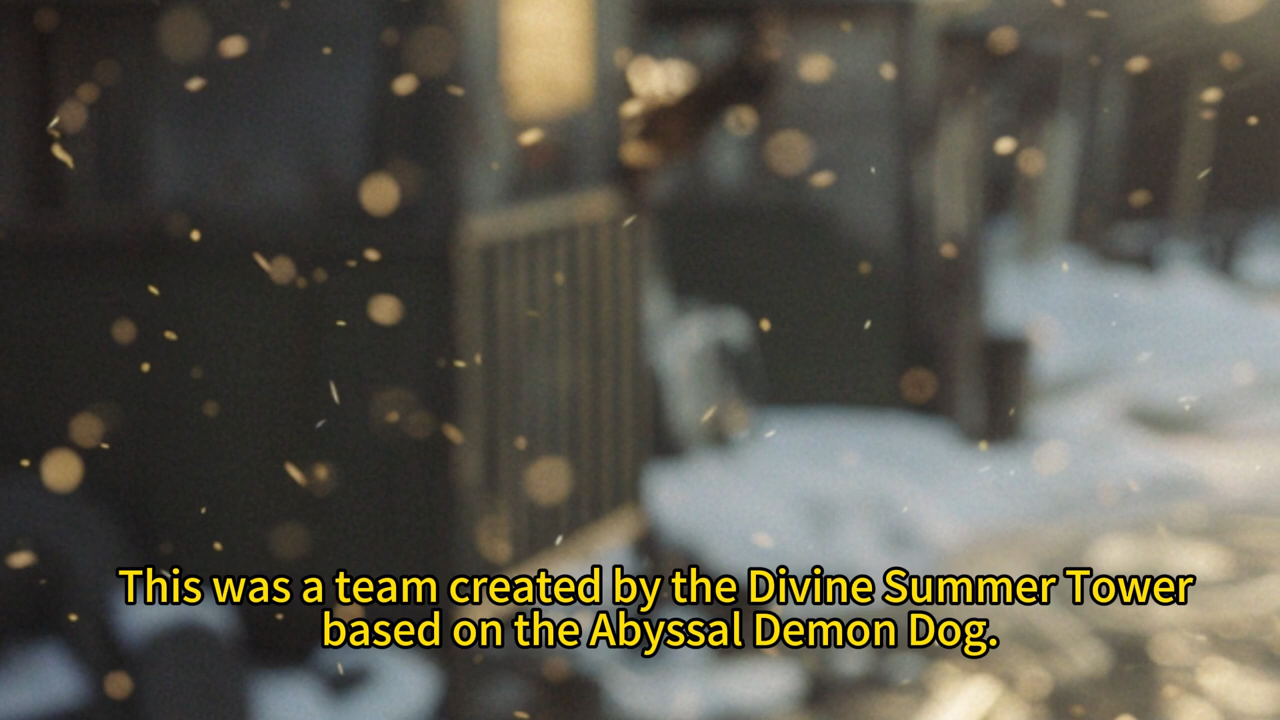 This was a team created by the Divine Summer Tower
based on the Abyssal Demon Dog.